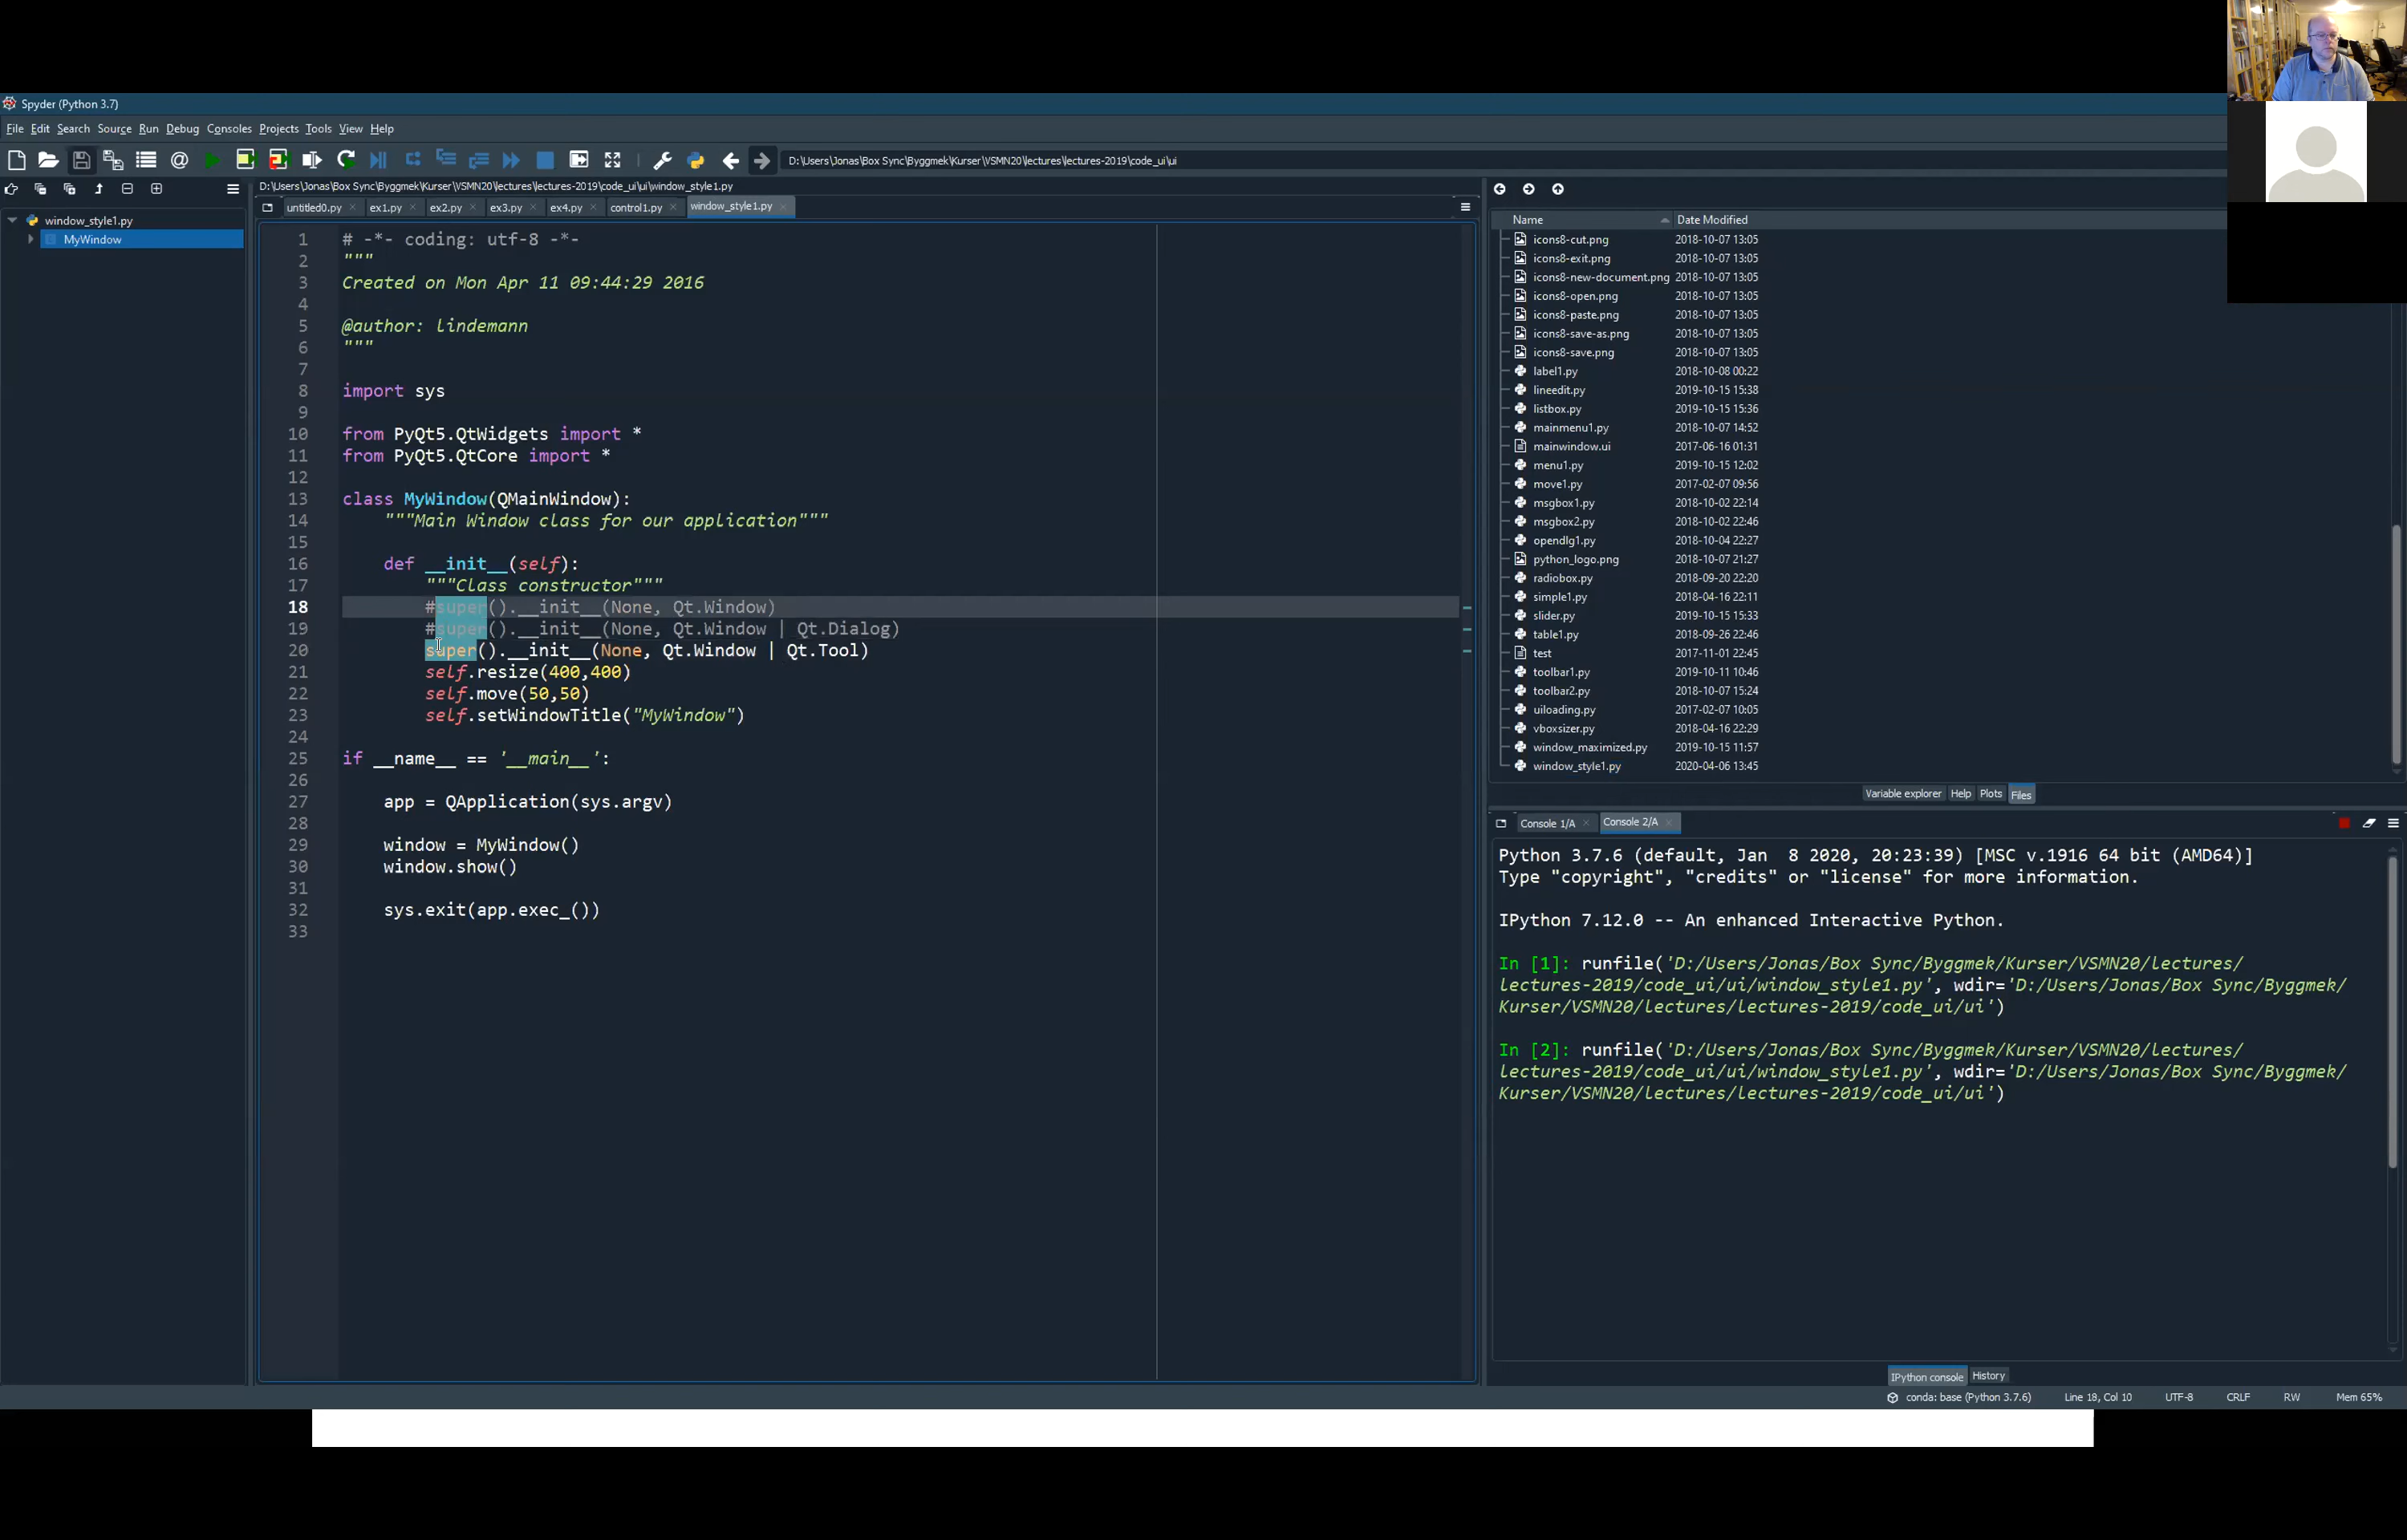 Spyder (Python 3.7)
File Edit Search Source Run Debug Consoles Projects Tools View Help
D:\Users\Jonas\Box Sync\Byggmek\Kurser\VSMN20\lectures\lectures-2019\code_ui\ui
D:\Users\Jonas\Box Sync\Byggmek\Kurser\VSMN20\lectures\lectures-2019\code_ui\ui\window_style1.py
untitled0.py ex1.py ex2.py ex3.py ex4.py control1.py window_style1.py
window_style1.py
MyWindow
1 # -*- coding: utf-8 -*-
2 """
3 Created on Mon Apr 11 09:44:29 2016
4
5 @author: lindemann
6 """
7
8 import sys
9
10 from PyQt5.QtWidgets import *
11 from PyQt5.QtCore import *
12
13 class MyWindow(QMainWindow):
14 """Main Window class for our application"""
15
16 def __init__(self):
17 """Class constructor"""
18 #super().__init__(None, Qt.Window)
19 #super().__init__(None, Qt.Window | Qt.Dialog)
20 super().__init__(None, Qt.Window | Qt.Tool)
21 self.resize(400,400)
22 self.move(50,50)
23 self.setWindowTitle("MyWindow")
24
25 if __name__ == '__main__':
26
27 app = QApplication(sys.argv)
28
29 window = MyWindow()
30 window.show()
31
32 sys.exit(app.exec_())
33
Name Date Modified
icons8-cut.png 2018-10-07 13:05
icons8-exit.png 2018-10-07 13:05
icons8-new-document.png 2018-10-07 13:05
icons8-open.png 2018-10-07 13:05
icons8-paste.png 2018-10-07 13:05
icons8-save-as.png 2018-10-07 13:05
icons8-save.png 2018-10-07 13:05
label1.py 2018-10-08 00:22
lineedit.py 2019-10-15 15:38
listbox.py 2019-10-15 15:36
mainmenu1.py 2018-10-07 14:52
mainwindow.ui 2017-06-16 01:31
menu1.py 2019-10-15 12:02
move1.py 2017-02-07 09:56
msgbox1.py 2018-10-02 22:14
msgbox2.py 2018-10-02 22:46
opendlg1.py 2018-10-04 22:27
python_logo.png 2018-10-07 21:27
radiobox.py 2018-09-20 22:20
simple1.py 2018-04-16 22:11
slider.py 2019-10-15 15:33
table1.py 2018-09-26 22:46
test 2017-11-01 22:45
toolbar1.py 2019-10-11 10:46
toolbar2.py 2018-10-07 15:24
uiloading.py 2017-02-07 10:05
vboxsizer.py 2018-04-16 22:29
window_maximized.py 2019-10-15 11:57
window_style1.py 2020-04-06 13:45
Variable explorer Help Plots Files
Console 1/A Console 2/A
Python 3.7.6 (default, Jan  8 2020, 20:23:39) [MSC v.1916 64 bit (AMD64)]
Type "copyright", "credits" or "license" for more information.
IPython 7.12.0 -- An enhanced Interactive Python.
In [1]: runfile('D:/Users/Jonas/Box Sync/Byggmek/Kurser/VSMN20/lectures/
lectures-2019/code_ui/ui/window_style1.py', wdir='D:/Users/Jonas/Box Sync/Byggmek/
Kurser/VSMN20/lectures/lectures-2019/code_ui/ui')
In [2]: runfile('D:/Users/Jonas/Box Sync/Byggmek/Kurser/VSMN20/lectures/
lectures-2019/code_ui/ui/window_style1.py', wdir='D:/Users/Jonas/Box Sync/Byggmek/
Kurser/VSMN20/lectures/lectures-2019/code_ui/ui')
IPython console History
conda: base (Python 3.7.6) Line 18, Col 10 UTF-8 CRLF RW Mem 65%